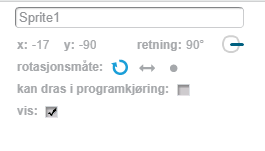 Sprite1
x: -17 y: -90 retning: 90°
rotasjonsmåte:
kan dras i programkjøring:
vis: